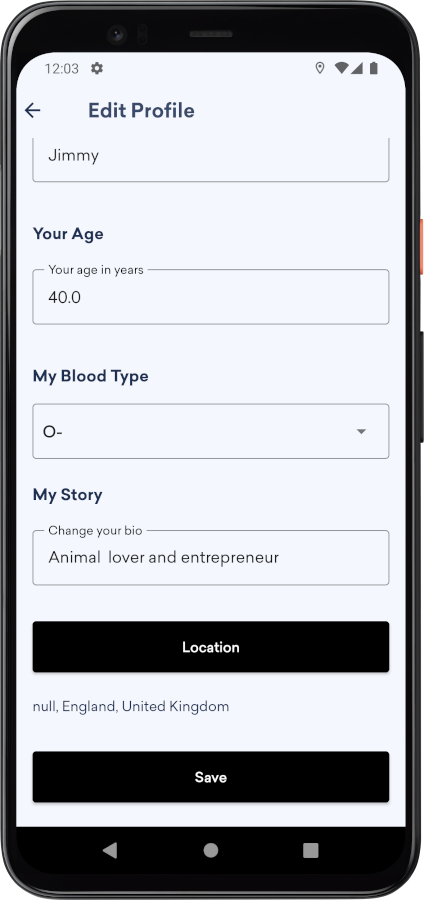 12:03
Edit Profile
Jimmy
Your Age
Your age in years
40.0
My Blood Type
O-
My Story
Change your bio
Animal  lover and entrepreneur
Location
null, England, United Kingdom
Save